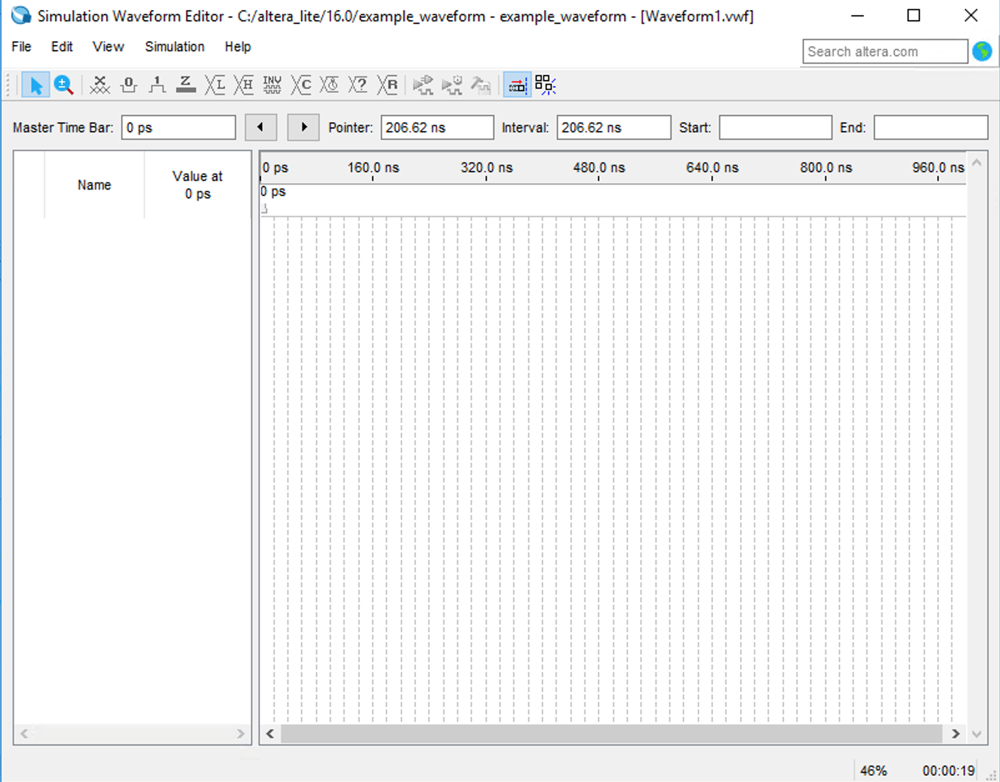 Simulation Waveform Editor - C:/altera_lite/16.0/example_waveform - example_waveform - [Waveform1.vwf]
File Edit View Simulation Help
Search altera.com
X 0 1 Z L H INV C ? R
Master Time Bar: 0 ps Pointer: 206.62 ns Interval: 206.62 ns Start: End:
Name
Value at
0 ps
0 ps 160.0 ns 320.0 ns 480.0 ns 640.0 ns 800.0 ns 960.0 ns
0 ps
46% 00:00:19